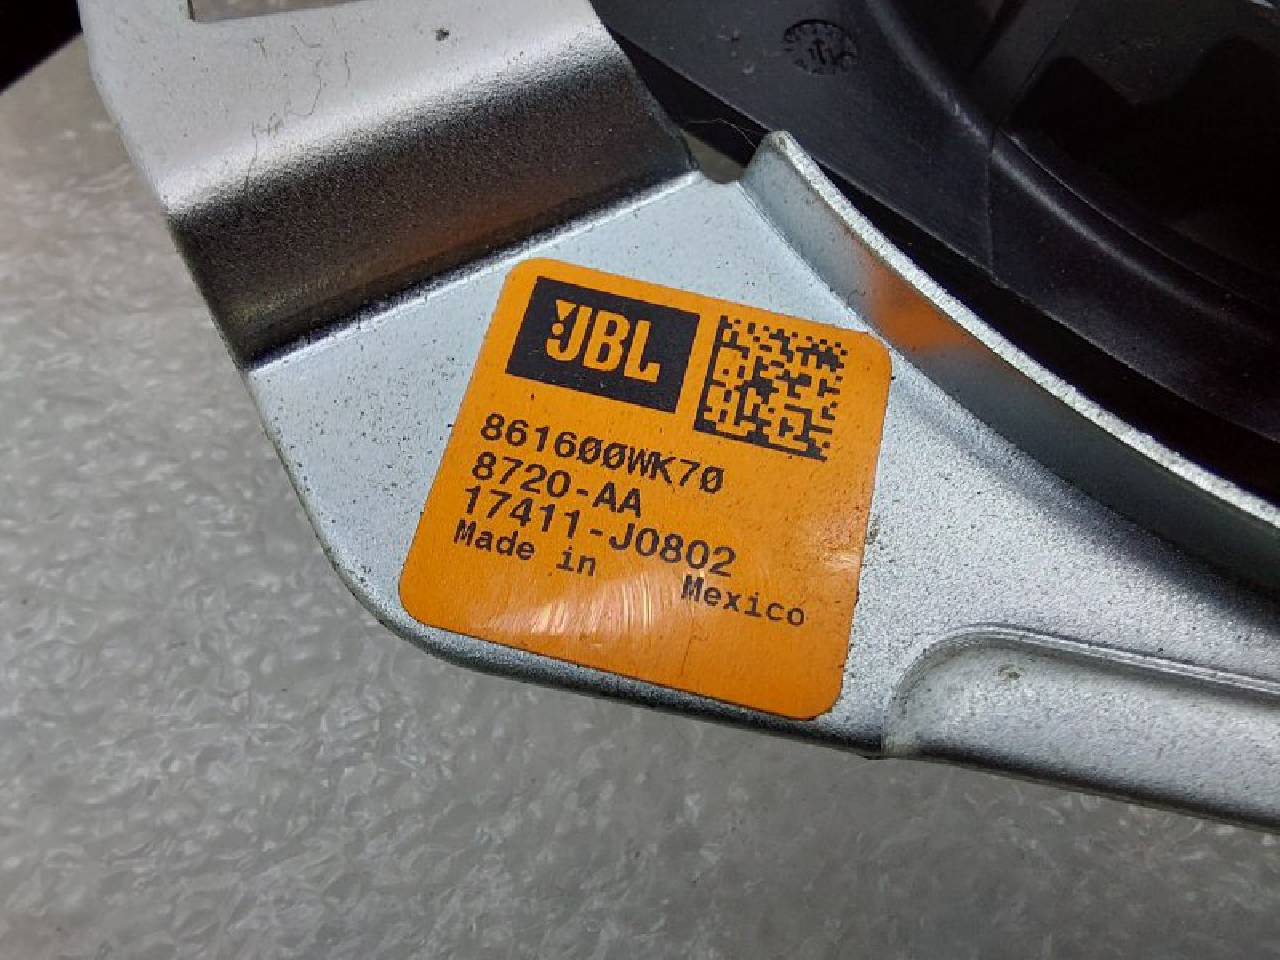 JBL
861600WK70
8720-AA
17411-J0802
Made in Mexico